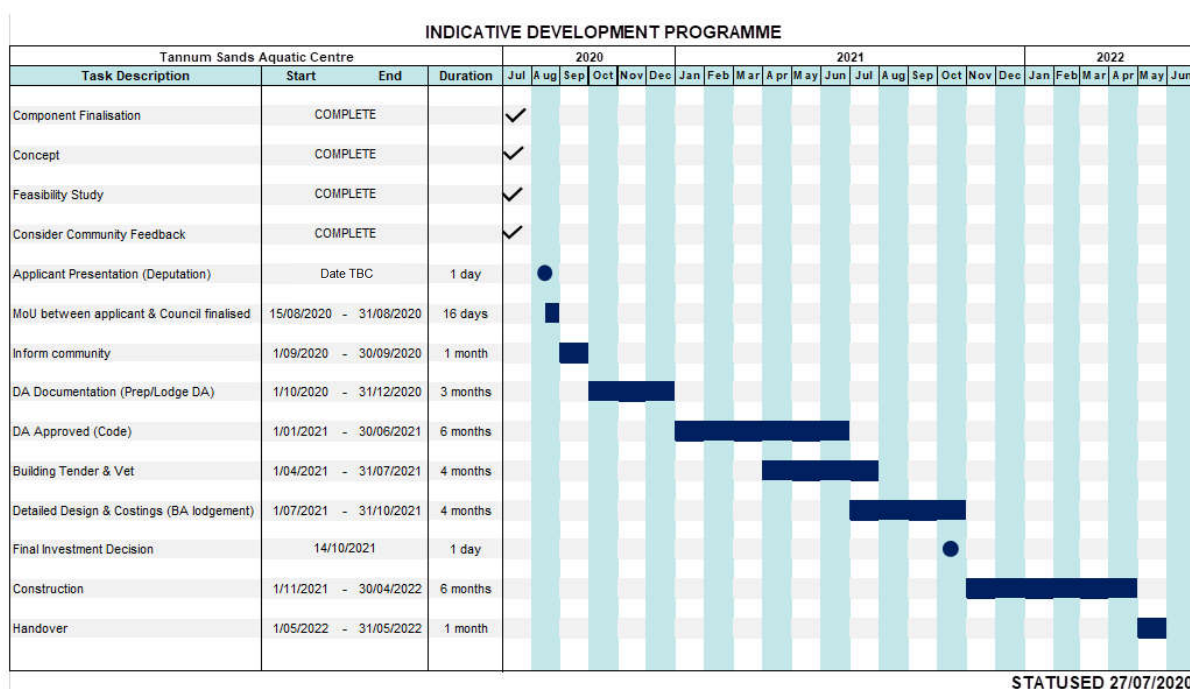 INDICATIVE DEVELOPMENT PROGRAMME
Tannum Sands Aquatic Centre 2020 2021 2022
Task Description Start End Duration Jul Aug Sep Oct Nov Dec Jan Feb Mar Apr May Jun Jul Aug Sep Oct Nov Dec Jan Feb Mar Apr May Jun
Component Finalisation COMPLETE
Concept COMPLETE
Feasibility Study COMPLETE
Consider Community Feedback COMPLETE
Applicant Presentation (Deputation) Date TBC 1 day
MoU between applicant & Council finalised 15/08/2020 - 31/08/2020 16 days
Inform community 1/09/2020 - 30/09/2020 1 month
DA Documentation (Prep/Lodge DA) 1/10/2020 - 31/12/2020 3 months
DA Approved (Code) 1/01/2021 - 30/06/2021 6 months
Building Tender & Vet 1/04/2021 - 31/07/2021 4 months
Detailed Design & Costings (BA lodgement) 1/07/2021 - 31/10/2021 4 months
Final Investment Decision 14/10/2021 1 day
Construction 1/11/2021 - 30/04/2022 6 months
Handover 1/05/2022 - 31/05/2022 1 month
STATUSED 27/07/2020